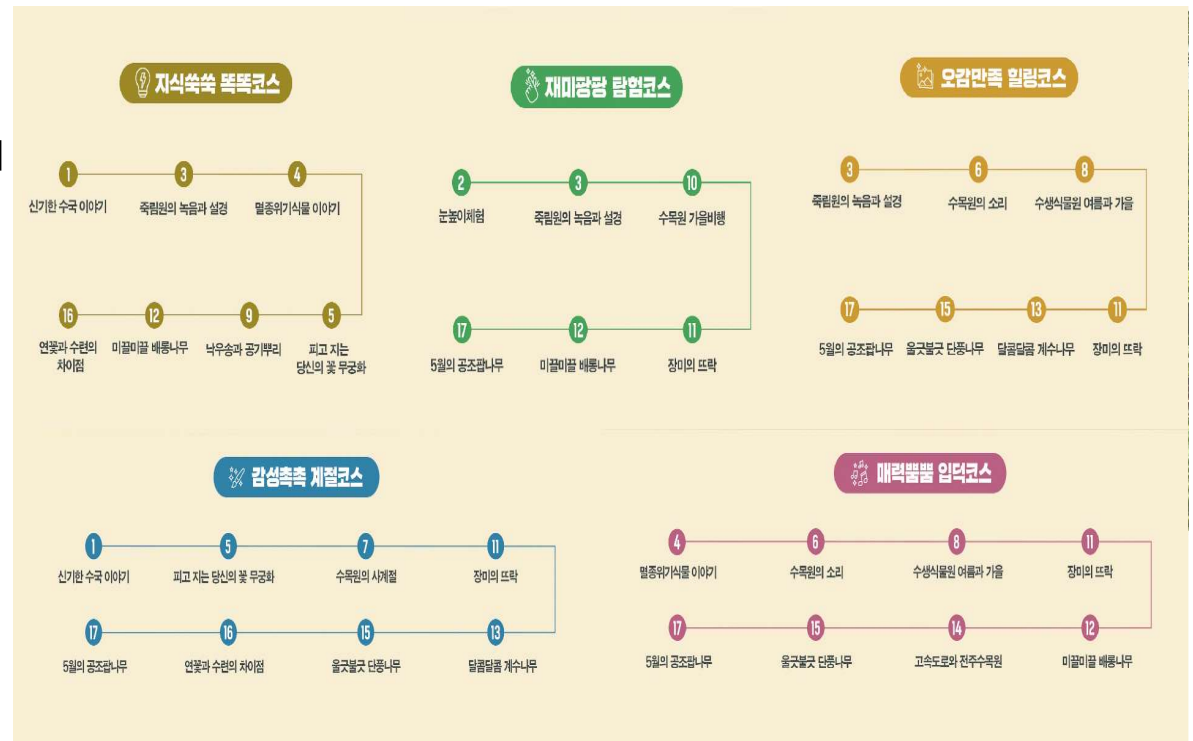 지식쑥쑥 똑똑코스
1 3 4
신기한 수국 이야기 죽림원의 녹음과 설경 멸종위기식물 이야기
16 12 9 5
연꽃과 수련의 미끌미끌 배롱나무 낙우송과 공기뿌리 피고 지는
차이점 당신의 꽃 무궁화
재미팡팡 탐험코스
2 3 10
눈높이체험 죽림원의 녹음과 설경 수목원 가을비행
17 12 11
5월의 공조팝나무 미끌미끌 배롱나무 장미의 뜨락
오감만족 힐링코스
3 6 8
죽림원의 녹음과 설경 수목원의 소리 수생식물원 여름과 가을
17 15 13 11
5월의 공조팝나무 울긋불긋 단풍나무 달콤달콤 계수나무 장미의 뜨락
감성촉촉 계절코스
1 5 7 11
신기한 수국 이야기 피고 지는 당신의 꽃 무궁화 수목원의 사계절 장미의 뜨락
17 16 15 13
5월의 공조팝나무 연꽃과 수련의 차이점 울긋불긋 단풍나무 달콤달콤 계수나무
매력뿜뿜 입덕코스
4 6 8 11
멸종위기식물 이야기 수목원의 소리 수생식물원 여름과 가을 장미의 뜨락
17 15 14 12
5월의 공조팝나무 울긋불긋 단풍나무 고속도로와 전주수목원 미끌미끌 배롱나무